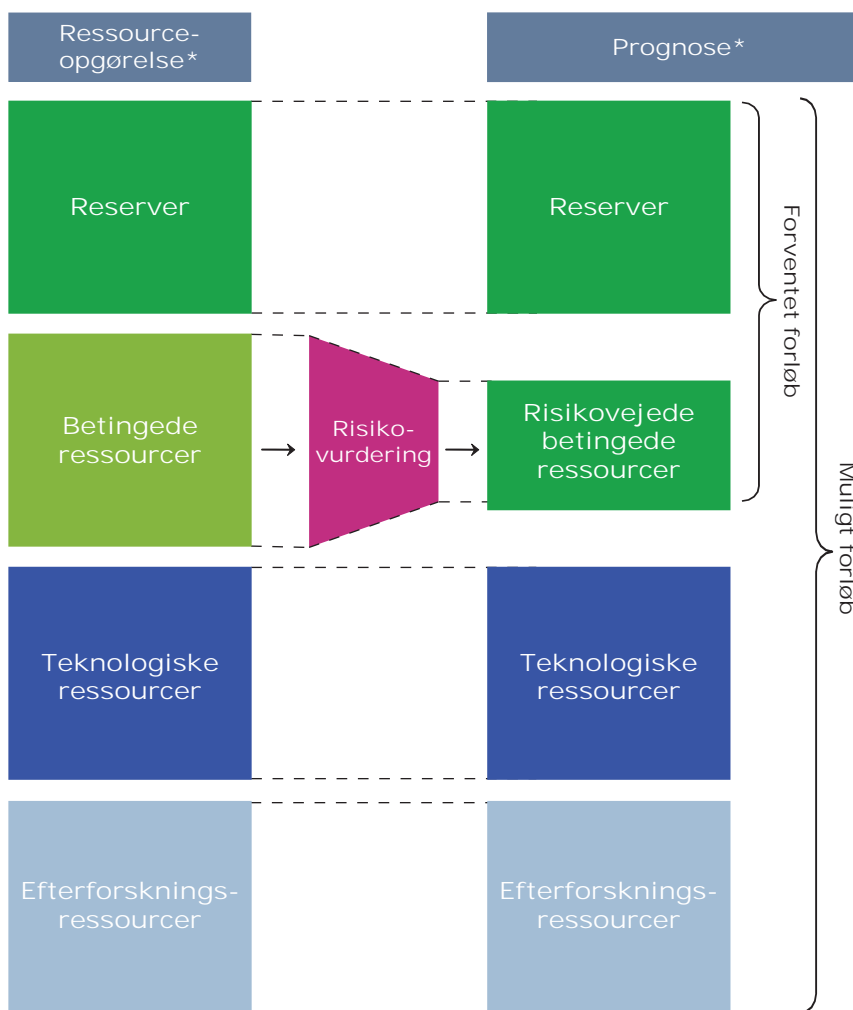 Ressource-
opgørelse*
Prognose*
Reserver
Reserver
Betingede
ressourcer
Risiko-
vurdering
Risikovejede
betingede
ressourcer
Teknologiske
ressourcer
Teknologiske
ressourcer
Efterforsknings-
ressourcer
Efterforsknings-
ressourcer
Forventet forløb
Muligt forløb